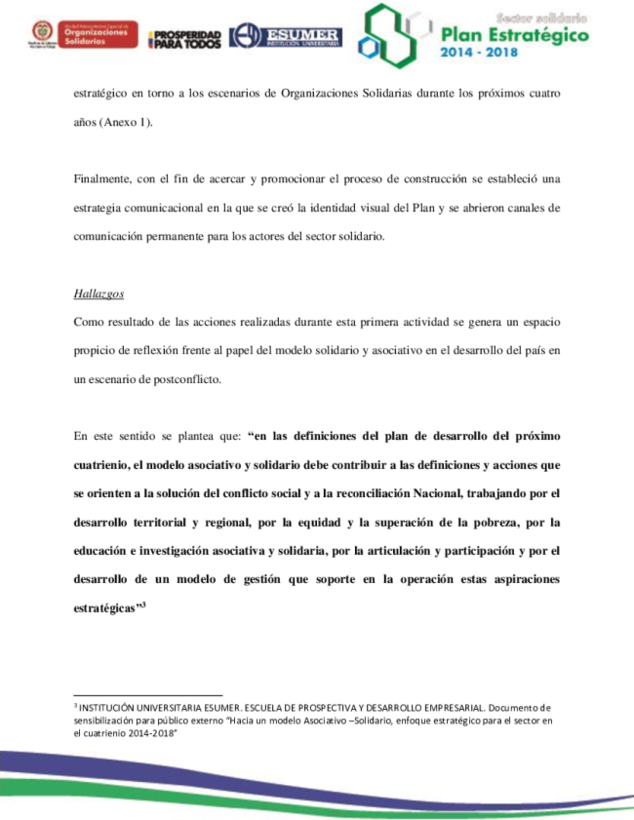 Unidad Administrativa Especial de
Organizaciones
Solidarias
PROSPERIDAD
PARA TODOS
ESUMER
INSTITUCIÓN UNIVERSITARIA
Sector solidario
Plan Estratégico
2014 - 2018
estratégico en torno a los escenarios de Organizaciones Solidarias durante los próximos cuatro
años (Anexo 1).
Finalmente, con el fin de acercar y promocionar el proceso de construcción se estableció una
estrategia comunicacional en la que se creó la identidad visual del Plan y se abrieron canales de
comunicación permanente para los actores del sector solidario.
Hallazgos
Como resultado de las acciones realizadas durante esta primera actividad se genera un espacio
propicio de reflexión frente al papel del modelo solidario y asociativo en el desarrollo del país en
un escenario de postconflicto.
En este sentido se plantea que: “en las definiciones del plan de desarrollo del próximo
cuatrienio, el modelo asociativo y solidario debe contribuir a las definiciones y acciones que
se orienten a la solución del conflicto social y a la reconciliación Nacional, trabajando por el
desarrollo territorial y regional, por la equidad y la superación de la pobreza, por la
educación e investigación asociativa y solidaria, por la articulación y participación y por el
desarrollo de un modelo de gestión que soporte en la operación estas aspiraciones
estratégicas”3
3 INSTITUCIÓN UNIVERSITARIA ESUMER. ESCUELA DE PROSPECTIVA Y DESARROLLO EMPRESARIAL. Documento de
sensibilización para público externo “Hacia un modelo Asociativo –Solidario, enfoque estratégico para el sector en
el cuatrienio 2014-2018”